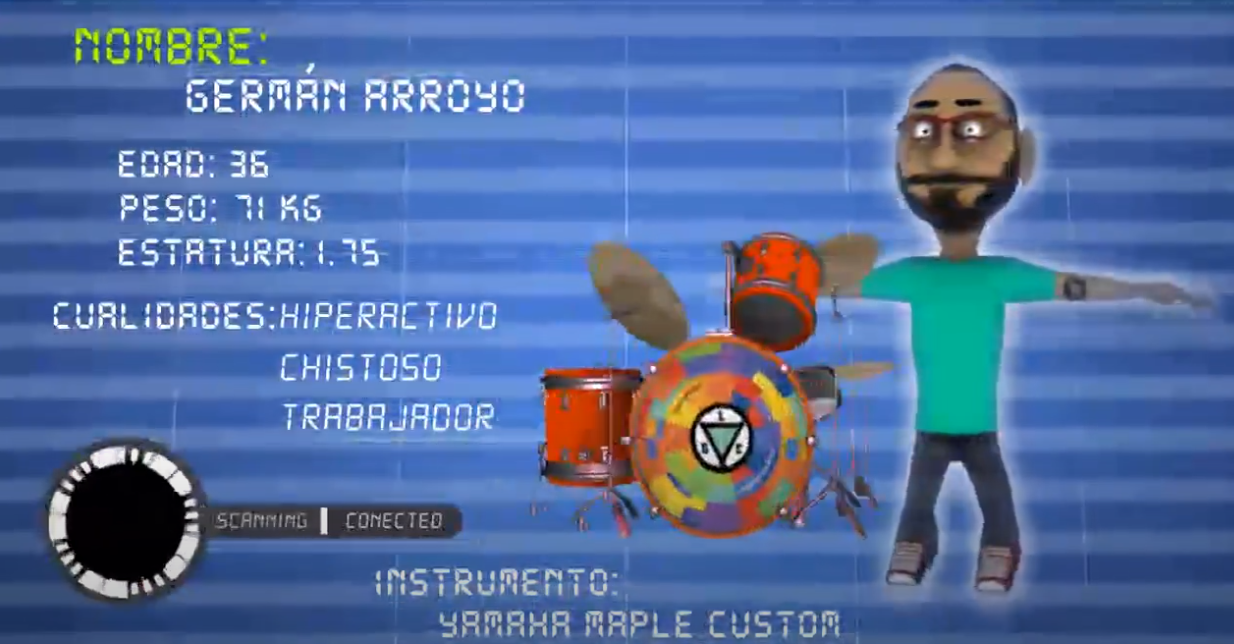 NOMBRE:
GERMÁN ARROYO
EDAD: 36
PESO: 71 KG
ESTATURA: 1.75
CUALIDADES: HIPERACTIVO
CHISTOSO
TRABAJADOR
SCANNING | CONECTED
INSTRUMENTO:
YAMAHA MAPLE CUSTOM